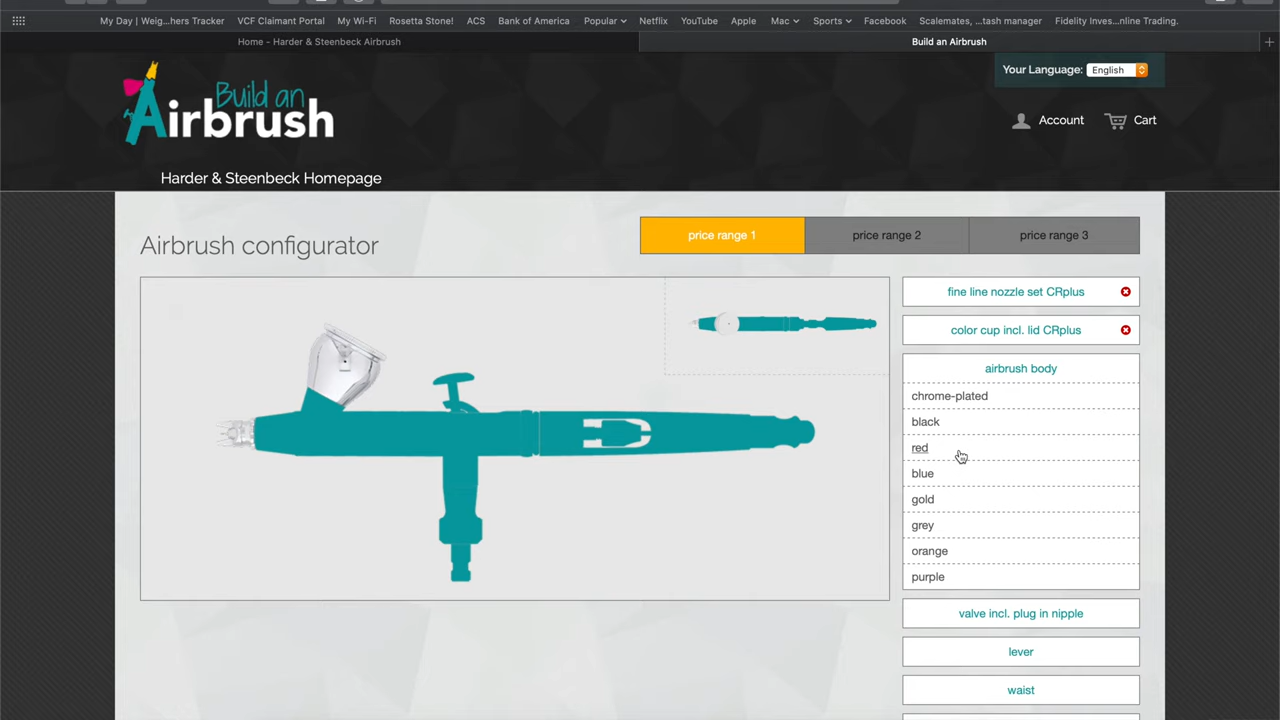 My Day | Weig...hers Tracker VCF Claimant Portal My Wi-Fi Rosetta Stone! ACS Bank of America Popular Netflix YouTube Apple Mac Sports Facebook Scalemates, ...tash manager Fidelity Inves...nline Trading.
Home - Harder & Steenbeck Airbrush Build an Airbrush
Your Language: English
Build an
Airbrush
Account Cart
Harder & Steenbeck Homepage
Airbrush configurator
price range 1 price range 2 price range 3
fine line nozzle set CRplus
color cup incl. lid CRplus
airbrush body
chrome-plated
black
red
blue
gold
grey
orange
purple
valve incl. plug in nipple
lever
waist